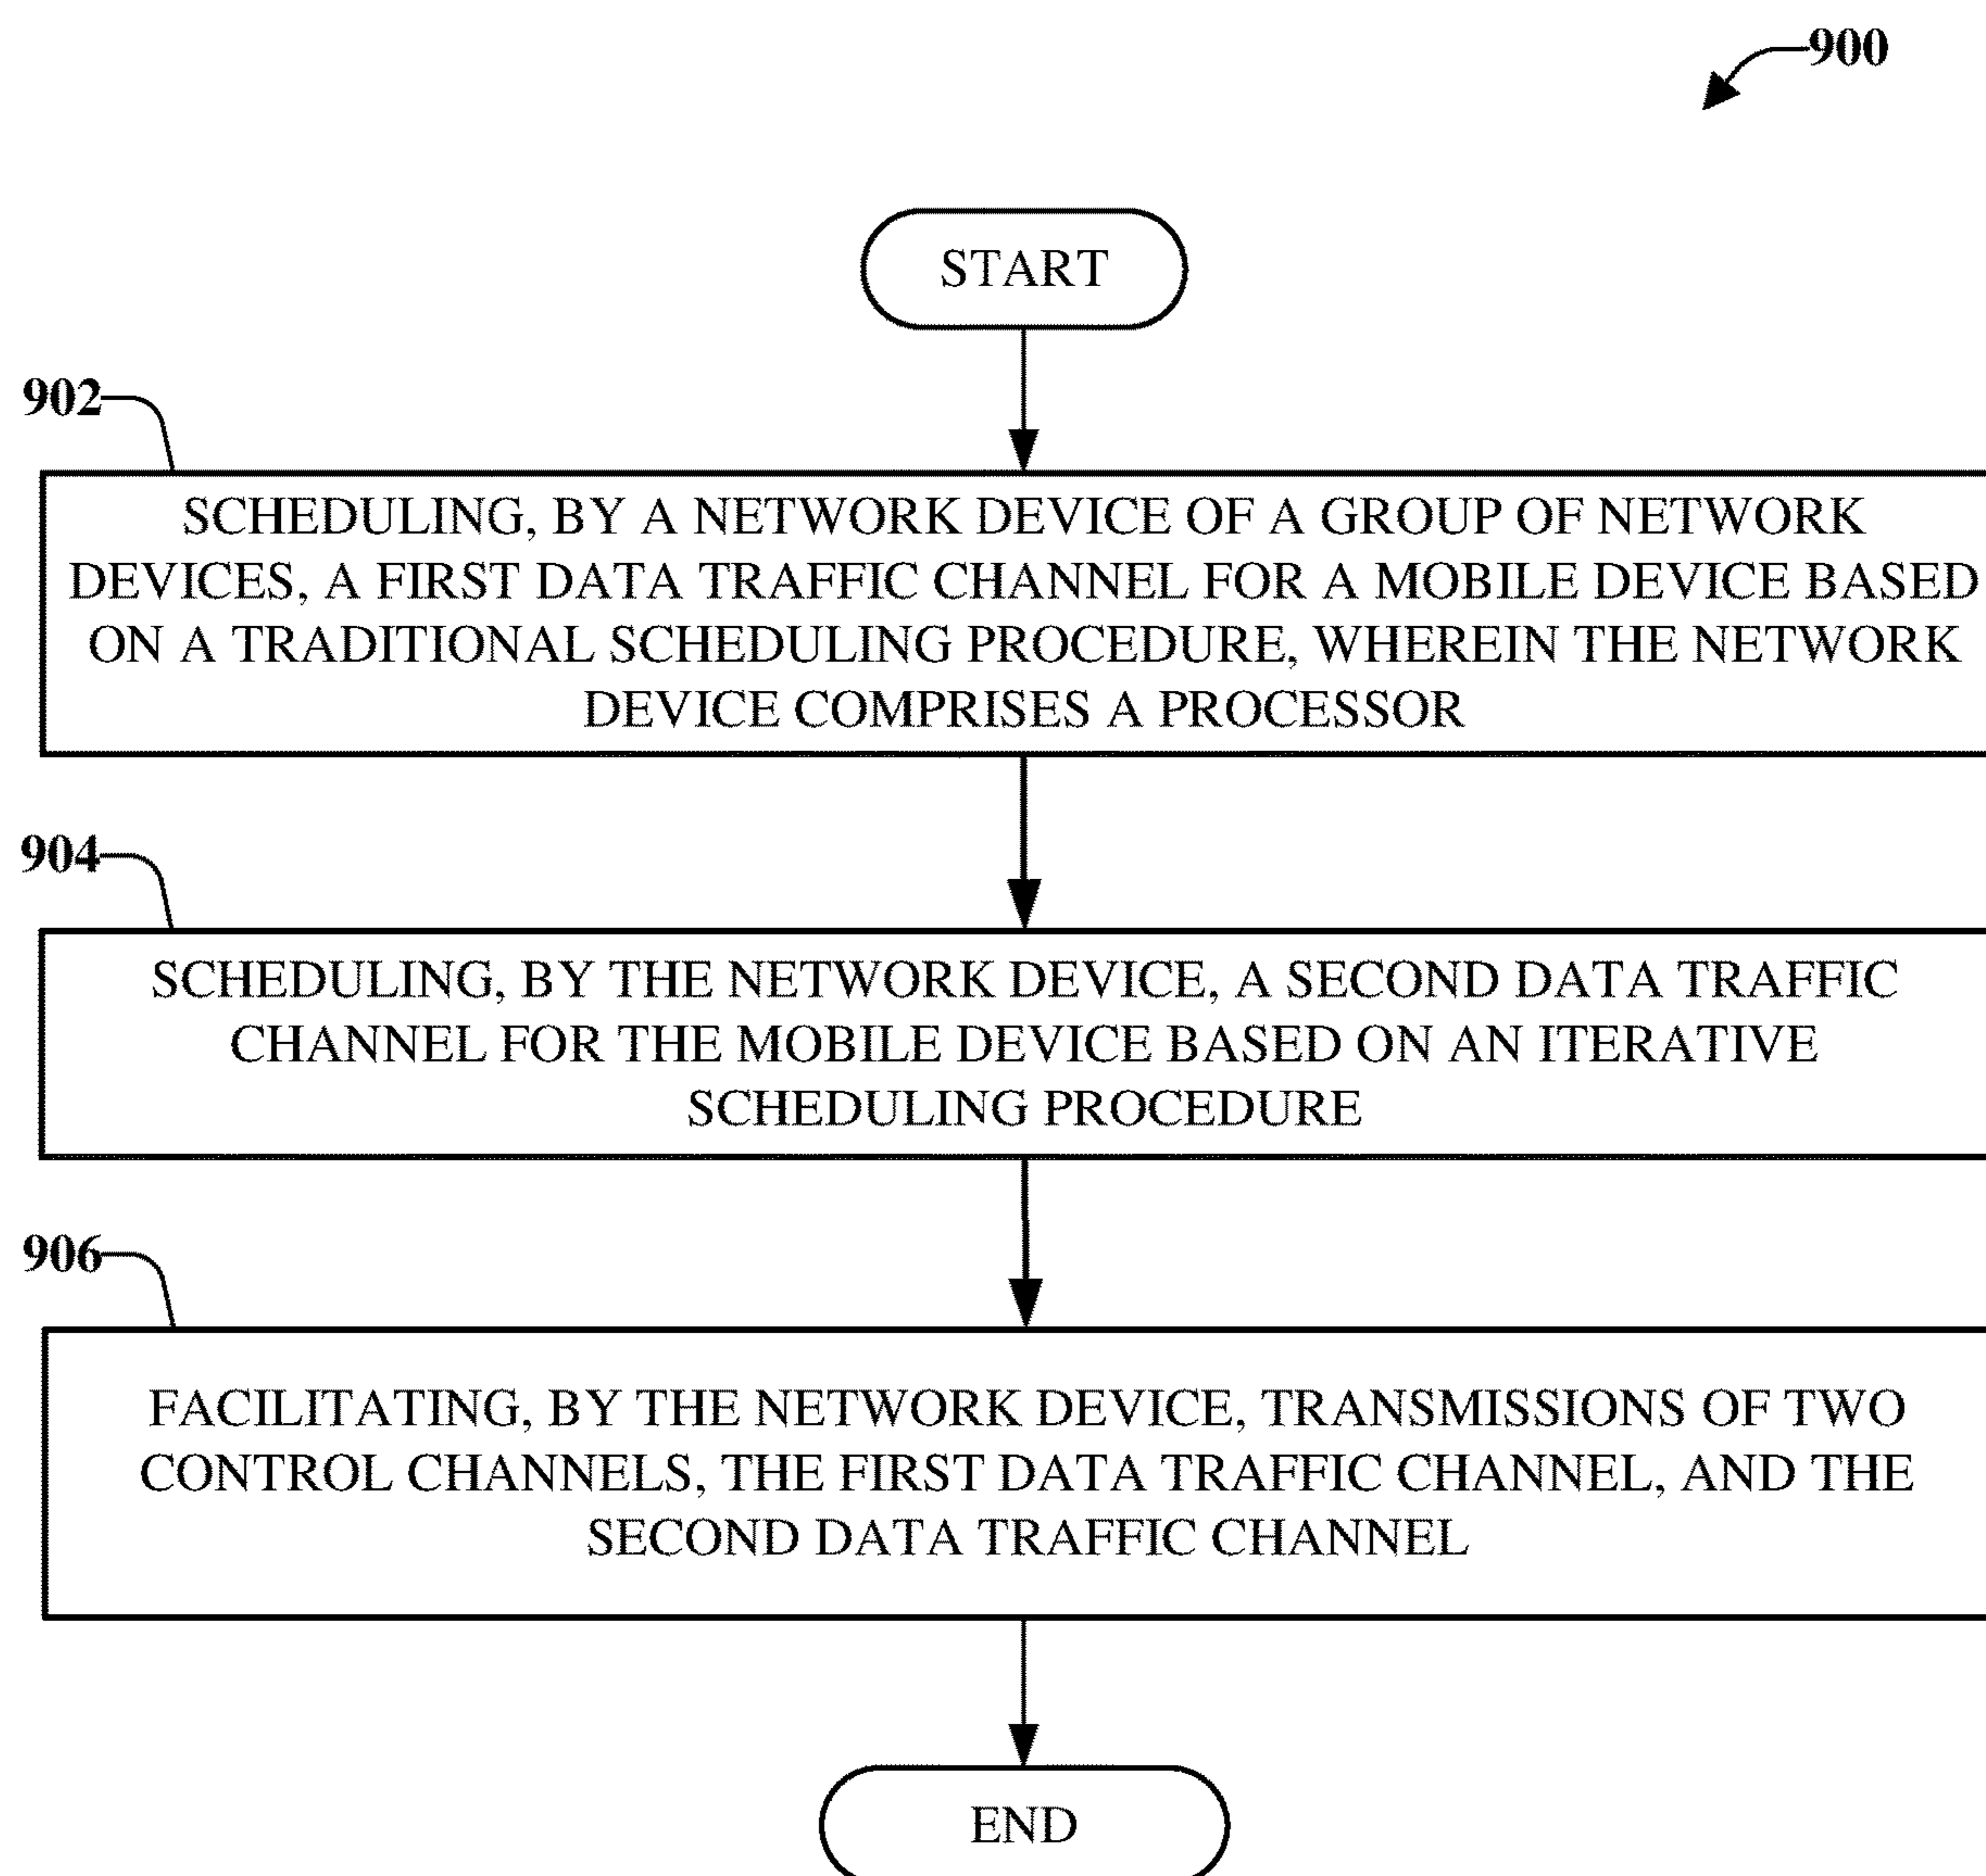 900
START
902
SCHEDULING, BY A NETWORK DEVICE OF A GROUP OF NETWORK
DEVICES, A FIRST DATA TRAFFIC CHANNEL FOR A MOBILE DEVICE BASED
ON A TRADITIONAL SCHEDULING PROCEDURE, WHEREIN THE NETWORK
DEVICE COMPRISES A PROCESSOR
904
SCHEDULING, BY THE NETWORK DEVICE, A SECOND DATA TRAFFIC
CHANNEL FOR THE MOBILE DEVICE BASED ON AN ITERATIVE
SCHEDULING PROCEDURE
906
FACILITATING, BY THE NETWORK DEVICE, TRANSMISSIONS OF TWO
CONTROL CHANNELS, THE FIRST DATA TRAFFIC CHANNEL, AND THE
SECOND DATA TRAFFIC CHANNEL
END